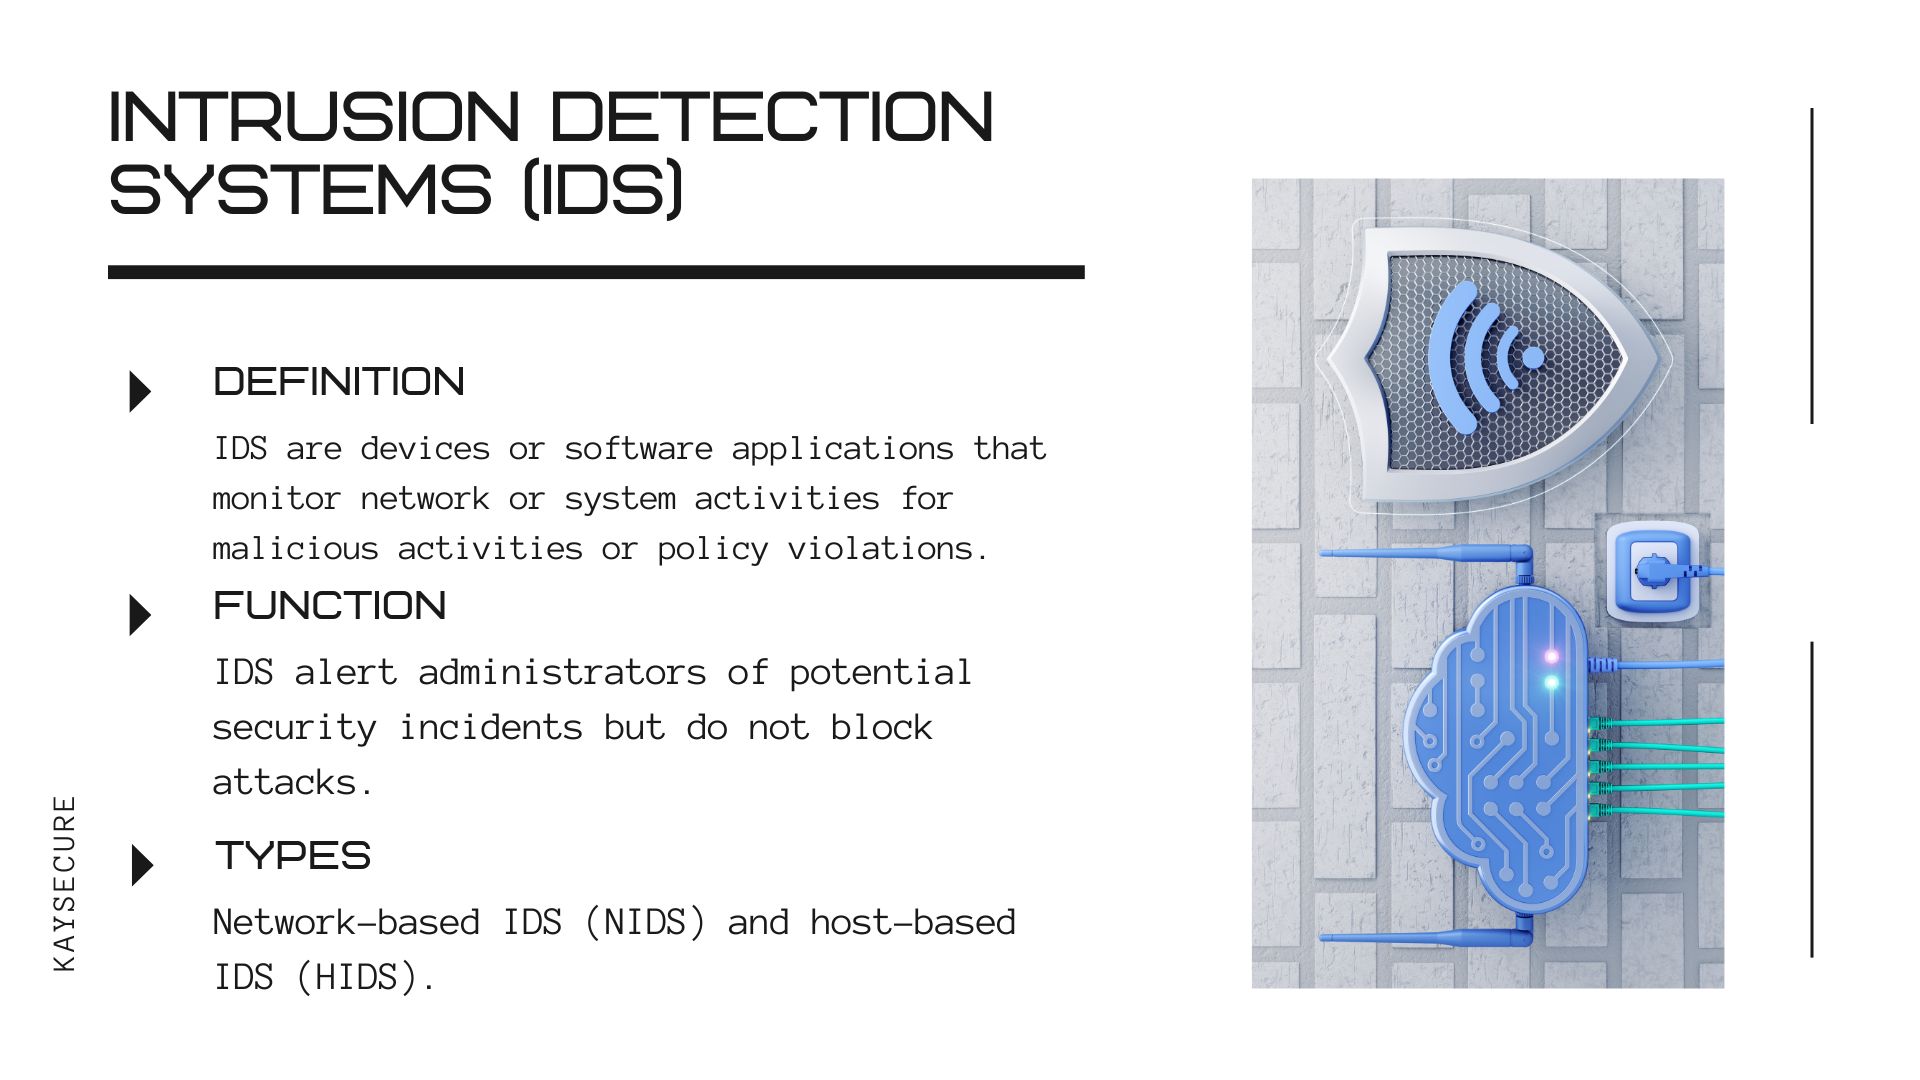 INTRUSION DETECTION
SYSTEMS (IDS)
DEFINITION
IDS are devices or software applications that
monitor network or system activities for
malicious activities or policy violations.
FUNCTION
IDS alert administrators of potential
security incidents but do not block
attacks.
TYPES
Network-based IDS (NIDS) and host-based
IDS (HIDS).
KAYSECURE